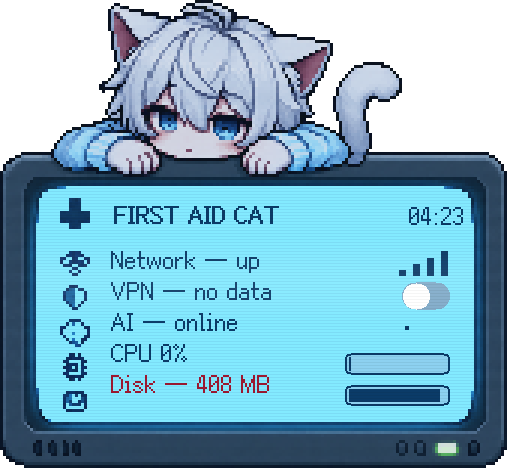 FIRST AID CAT 04:23
Network — up
VPN — no data
AI — online
CPU 0%
Disk — 408 MB